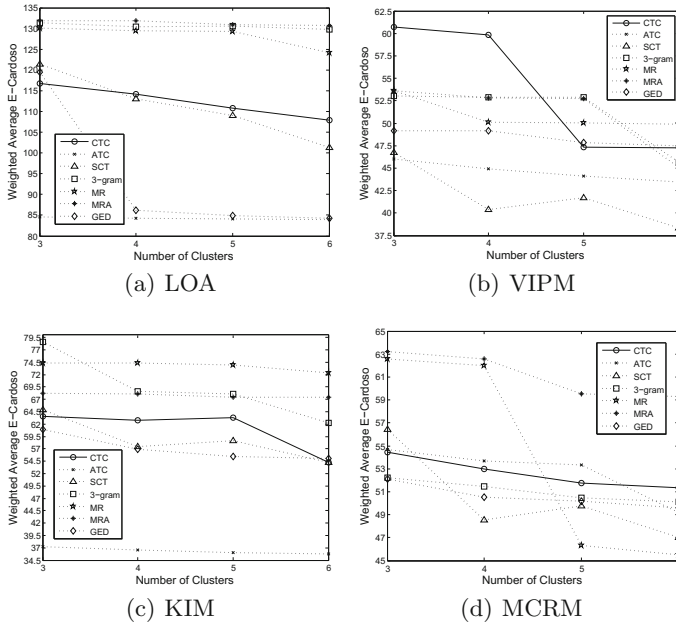 Weighted Average E-Cardoso
135
130
125
120
115
110
105
100
95
90
85
80
CTC
ATC
SCT
3-gram
MR
MRA
GED
3
4
5
6
Number of Clusters
(a) LOA
Weighted Average E-Cardoso
62.5
60
57.5
55
52.5
50
47.5
45
42.5
40
37.5
CTC
ATC
SCT
3-gram
MR
MRA
GED
3
4
5
Number of Clusters
(b) VIPM
Weighted Average E-Cardoso
79.5
77
74.5
72
69.5
67
64.5
62
59.5
57
54.5
52
49.5
47
44.5
42
39.5
37
34.5
CTC
ATC
SCT
3-gram
MR
MRA
GED
3
4
5
6
Number of Clusters
(c) KIM
Weighted Average E-Cardoso
65
63
61
59
57
55
53
51
49
47
45
CTC
ATC
SCT
3-gram
MR
MRA
GED
3
4
5
Number of Clusters
(d) MCRM